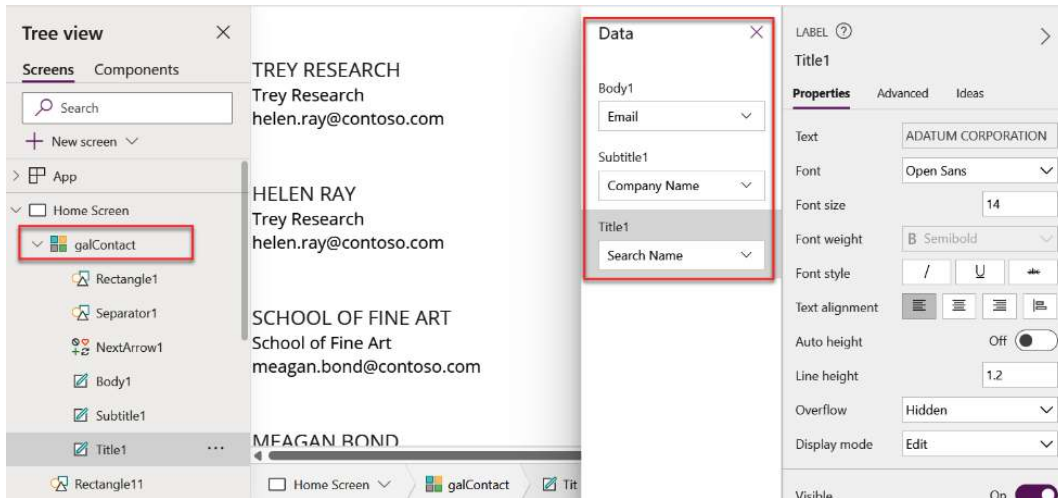 Tree view
Screens Components
Search
New screen
App
Home Screen
galContact
Rectangle1
Separator1
NextArrow1
Body1
Subtitle1
Title1
Rectangle11
TREY RESEARCH
Trey Research
helen.ray@contoso.com
HELEN RAY
Trey Research
helen.ray@contoso.com
SCHOOL OF FINE ART
School of Fine Art
meagan.bond@contoso.com
MEAGAN BOND
Home Screen galContact Tit
Data
Body1
Email
Subtitle1
Company Name
Title1
Search Name
LABEL ?
Title1
Properties Advanced Ideas
Text ADATUM CORPORATION
Font Open Sans
Font size 14
Font weight B Semibold
Font style / U abc
Text alignment
Auto height Off
Line height 1.2
Overflow Hidden
Display mode Edit
Visible On